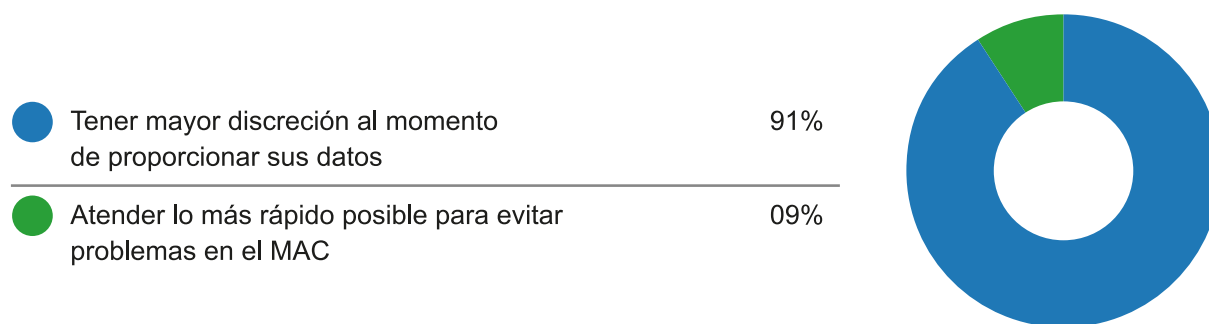 Tener mayor discreción al momento
de proporcionar sus datos
91%
Atender lo más rápido posible para evitar
problemas en el MAC
09%